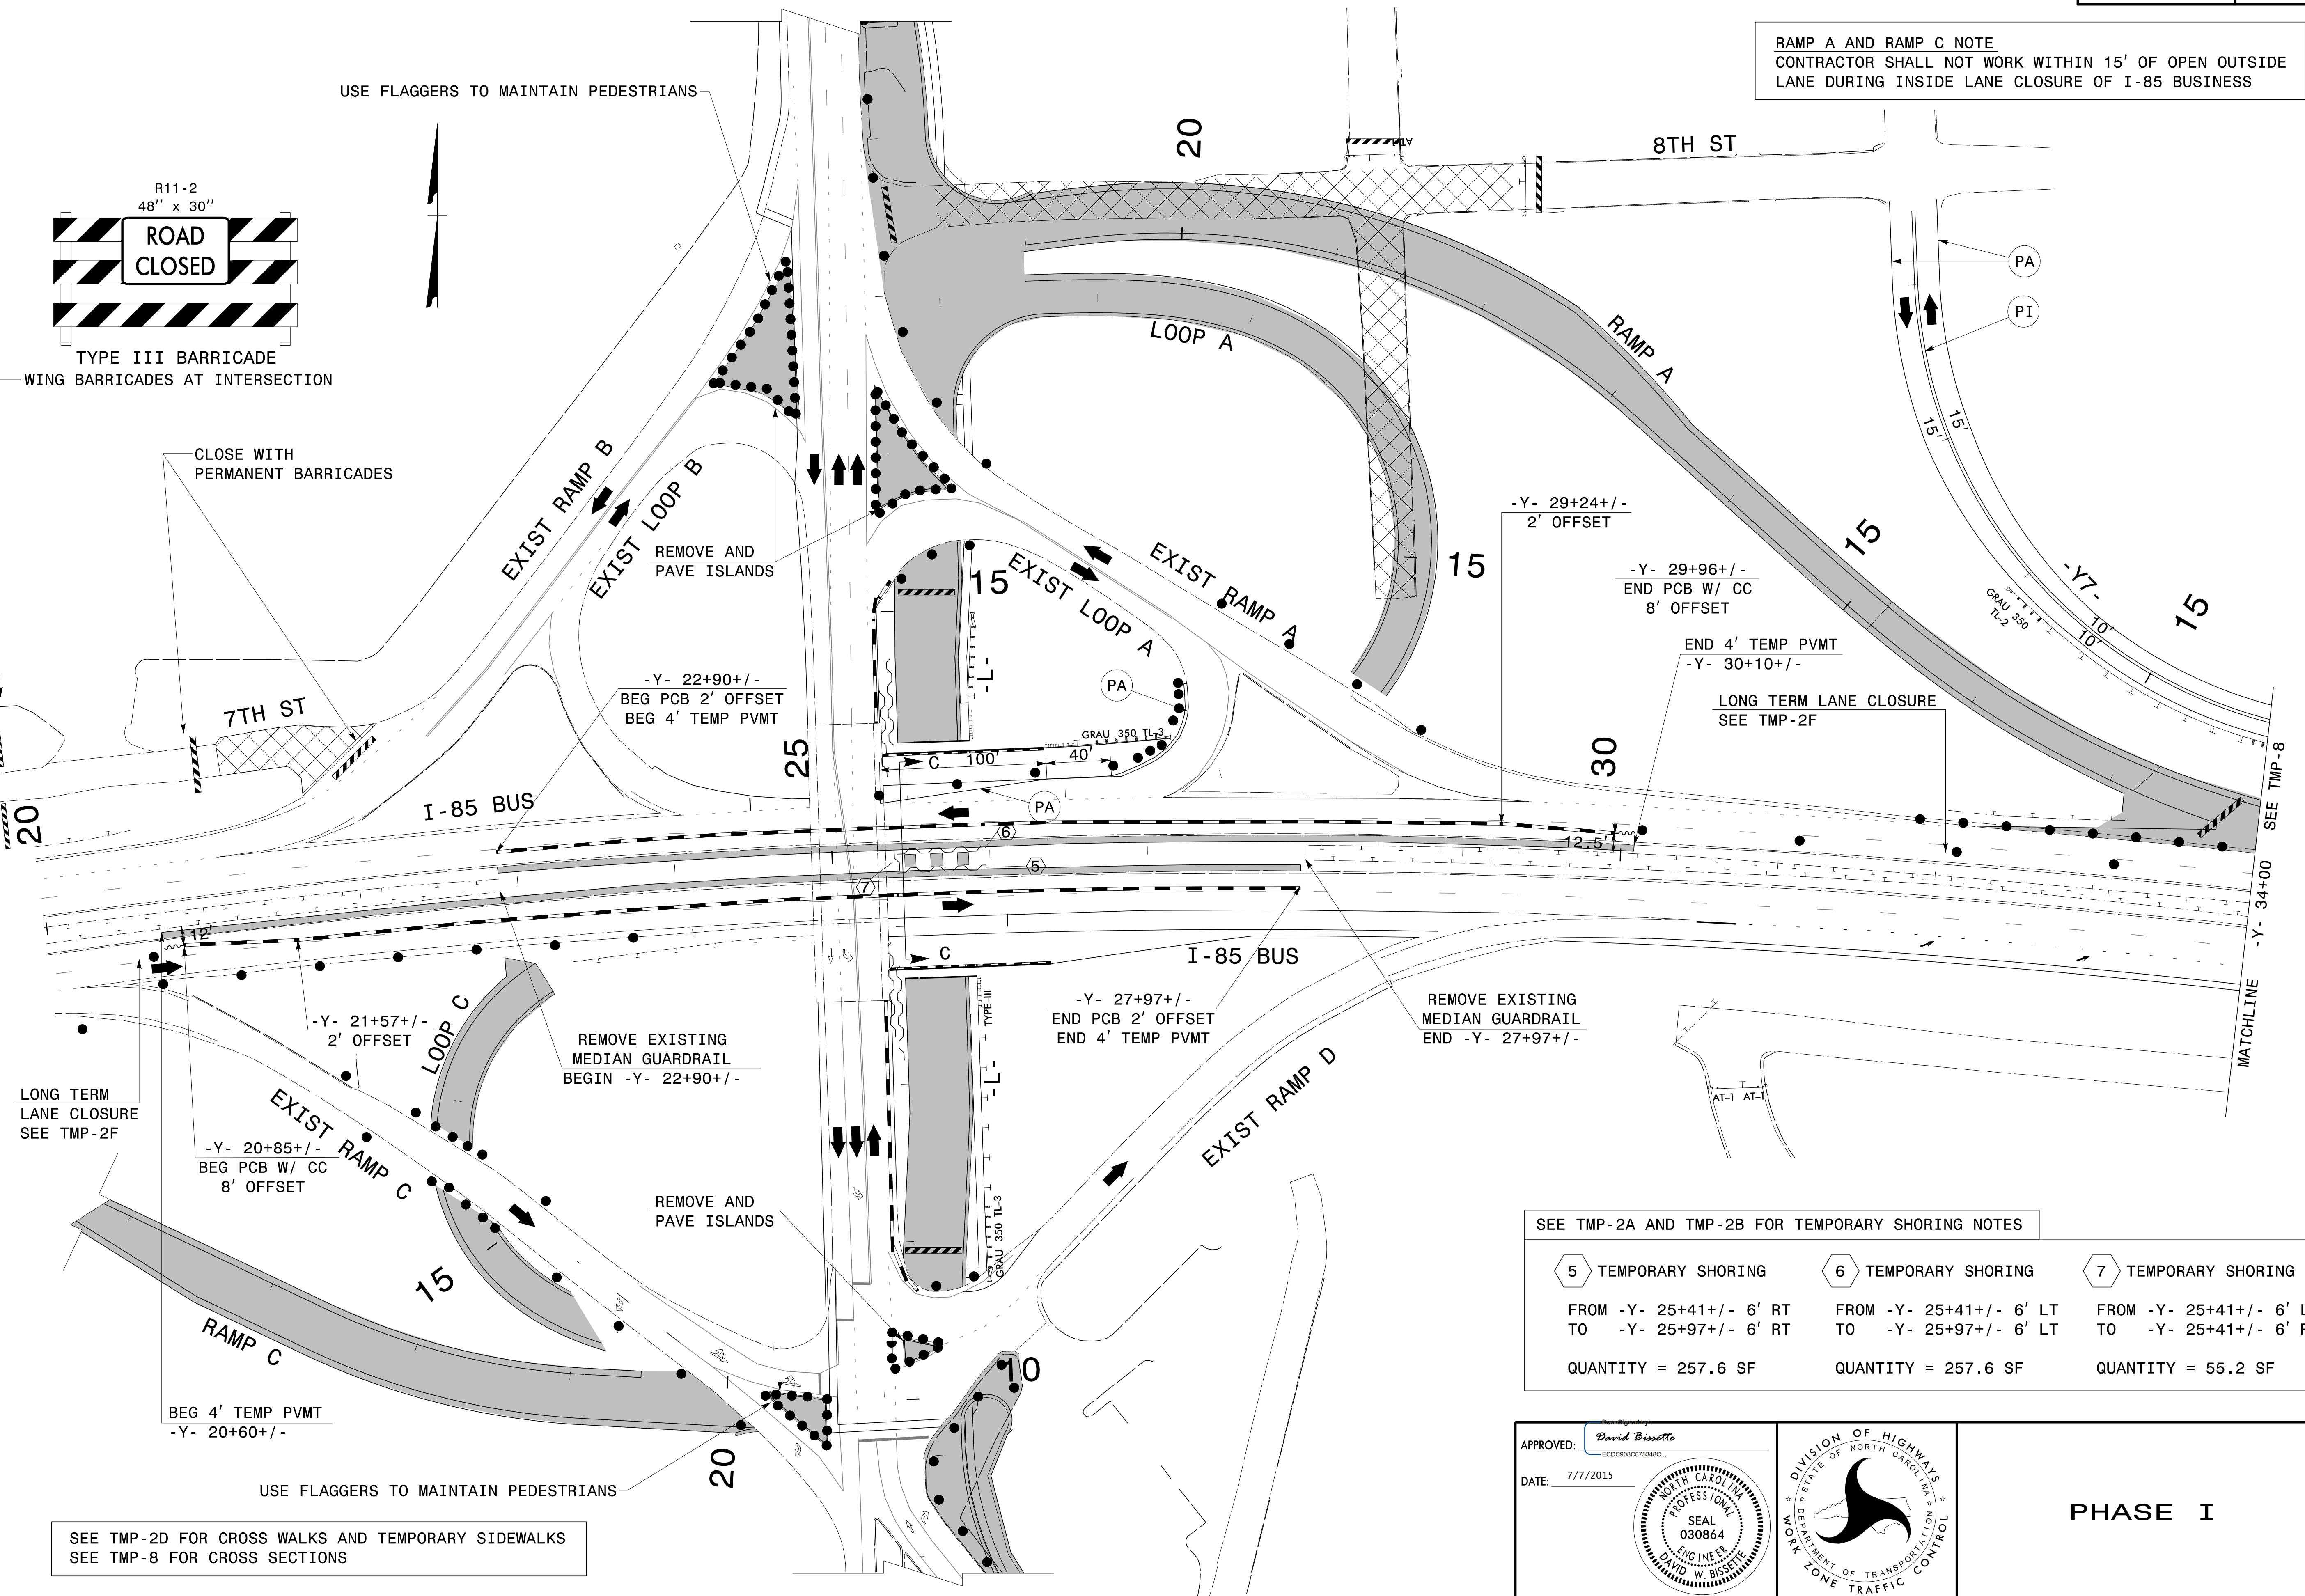 RAMP A AND RAMP C NOTE
CONTRACTOR SHALL NOT WORK WITHIN 15' OF OPEN OUTSIDE
LANE DURING INSIDE LANE CLOSURE OF I-85 BUSINESS
USE FLAGGERS TO MAINTAIN PEDESTRIANS
20
8TH ST
AT-1
R11-2
48" x 30"
ROAD
CLOSED
TYPE III BARRICADE
WING BARRICADES AT INTERSECTION
PA
PI
LOOP A
RAMP A
15'
15'
CLOSE WITH
PERMANENT BARRICADES
EXIST RAMP B
EXIST LOOP B
REMOVE AND
PAVE ISLANDS
15
EXIST LOOP A
EXIST RAMP A
15
-Y- 29+24+/-
2' OFFSET
15
-Y- 29+96+/-
END PCB W/ CC
8' OFFSET
-Y7-
15
GRAU 350
TL-2
10'
10'
END 4' TEMP PVMT
-Y- 30+10+/-
LONG TERM LANE CLOSURE
SEE TMP-2F
-Y- 22+90+/-
BEG PCB 2' OFFSET
BEG 4' TEMP PVMT
-L-
PA
7TH ST
25
GRAU 350 TL-3
C
100'
40'
30
PA
20
I-85 BUS
6
12.5'
5
7
SEE TMP-8
MATCHLINE -Y- 34+00
12'
C
I-85 BUS
-Y- 21+57+/-
2' OFFSET
LOOP C
REMOVE EXISTING
MEDIAN GUARDRAIL
BEGIN -Y- 22+90+/-
TYPE-III
-L-
-Y- 27+97+/-
END PCB 2' OFFSET
END 4' TEMP PVMT
REMOVE EXISTING
MEDIAN GUARDRAIL
END -Y- 27+97+/-
LONG TERM
LANE CLOSURE
SEE TMP-2F
EXIST RAMP C
EXIST RAMP D
AT-1 AT-1
-Y- 20+85+/-
BEG PCB W/ CC
8' OFFSET
REMOVE AND
PAVE ISLANDS
GRAU 350 TL-3
15
RAMP C
10
BEG 4' TEMP PVMT
-Y- 20+60+/-
20
USE FLAGGERS TO MAINTAIN PEDESTRIANS
SEE TMP-2D FOR CROSS WALKS AND TEMPORARY SIDEWALKS
SEE TMP-8 FOR CROSS SECTIONS
SEE TMP-2A AND TMP-2B FOR TEMPORARY SHORING NOTES
5 TEMPORARY SHORING
FROM -Y- 25+41+/- 6' RT
TO -Y- 25+97+/- 6' RT
QUANTITY = 257.6 SF
6 TEMPORARY SHORING
FROM -Y- 25+41+/- 6' LT
TO -Y- 25+97+/- 6' LT
QUANTITY = 257.6 SF
7 TEMPORARY SHORING
FROM -Y- 25+41+/- 6'
TO -Y- 25+41+/- 6'
QUANTITY = 55.2 SF
DocuSigned by:
APPROVED: David Bissette
ECDC908C875348C...
DATE: 7/7/2015
NORTH CAROLINA
PROFESSIONAL
SEAL
030864
ENGINEER
DAVID W. BISSETTE
DIVISION OF HIGHWAYS
STATE OF NORTH CAROLINA
DEPARTMENT OF TRANSPORTATION
WORK ZONE TRAFFIC CONTROL
PHASE I